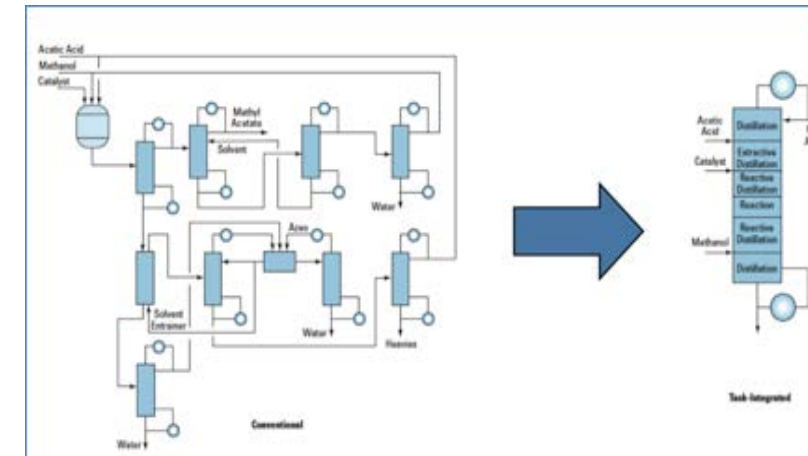 Acetic Acid
Methanol
Catalyst
Methyl
Acetate
Solvent
Water
Azeo
Solvent
Entrainer
Water
Heavies
Water
Conventional
Acetic
Acid
Distillation
Extractive
Distillation
Catalyst
Reactive
Distillation
Reaction
Reactive
Distillation
Methanol
Distillation
Task-Integrated